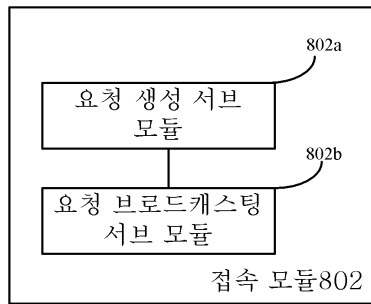 802a
요청 생성 서브
모듈
802b
요청 브로드캐스팅
서브 모듈
접속 모듈802